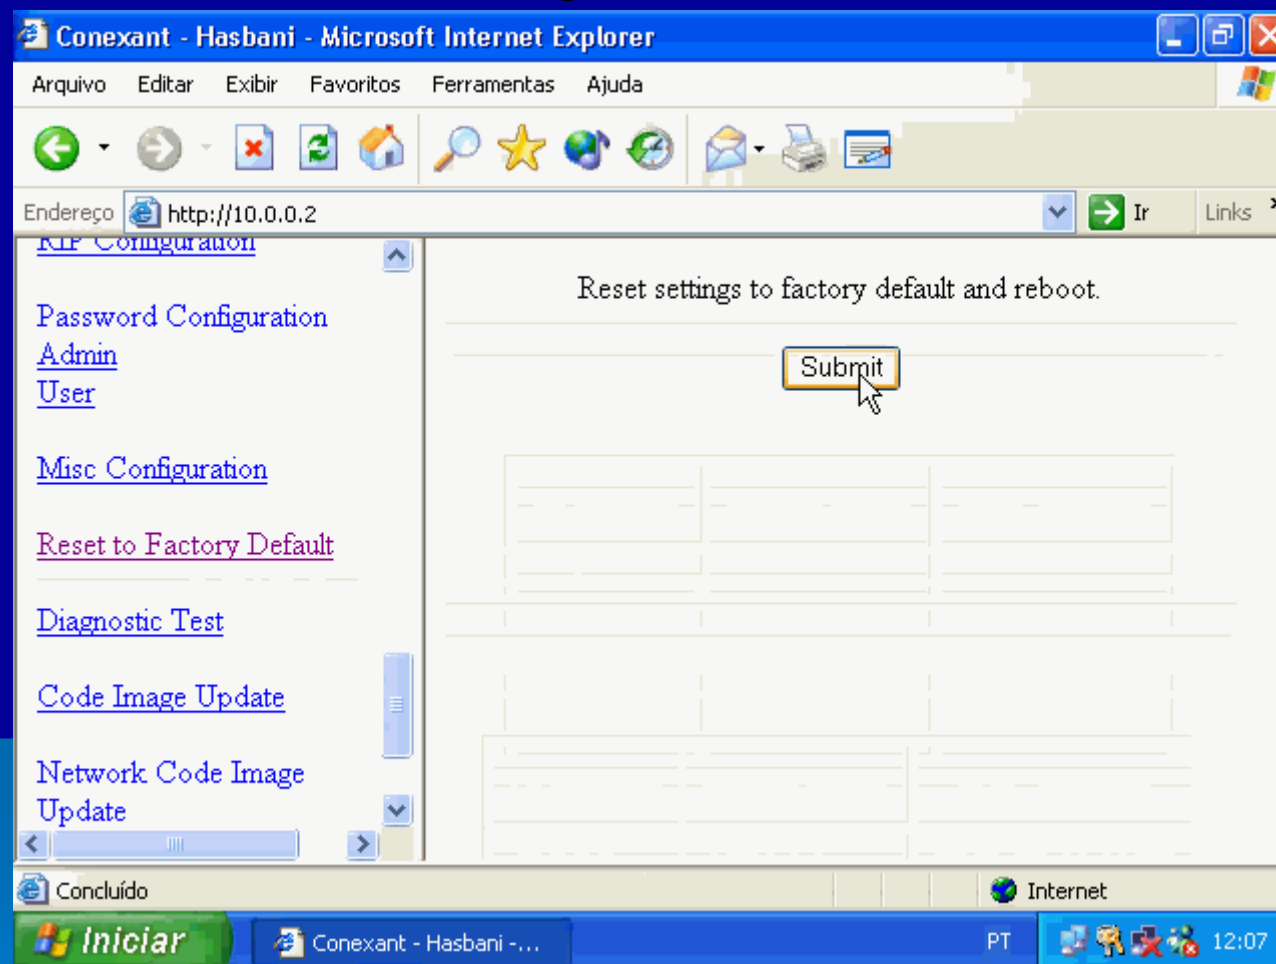 Conexant - Hasbani - Microsoft Internet Explorer
Arquivo Editar Exibir Favoritos Ferramentas Ajuda
Endereço http://10.0.0.2 Ir Links
RIP Configuration
Password Configuration
Admin
User
Misc Configuration
Reset to Factory Default
Diagnostic Test
Code Image Update
Network Code Image
Update
Reset settings to factory default and reboot.
Submit
Concluído Internet
Iniciar Conexant - Hasbani -... PT 12:07